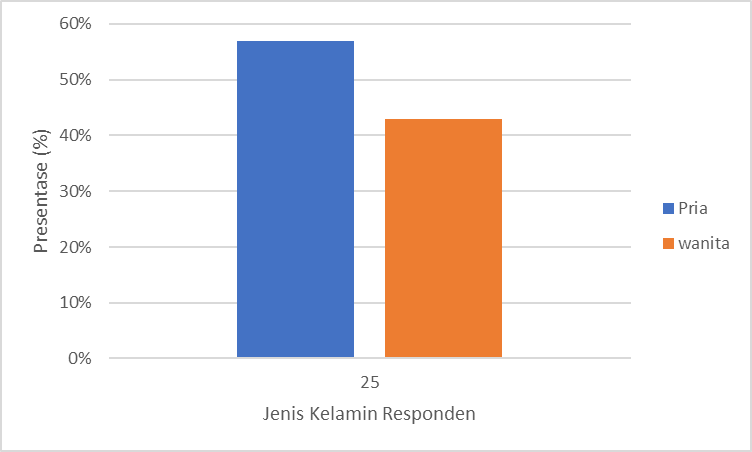 60%
50%
40%
30%
20%
10%
0%
Presentase (%)
25
Jenis Kelamin Responden
Pria
wanita